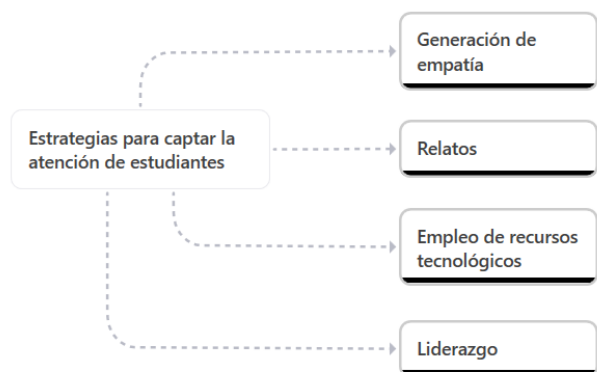 Generación de
empatía
Estrategias para captar la
atención de estudiantes
Relatos
Empleo de recursos
tecnológicos
Liderazgo